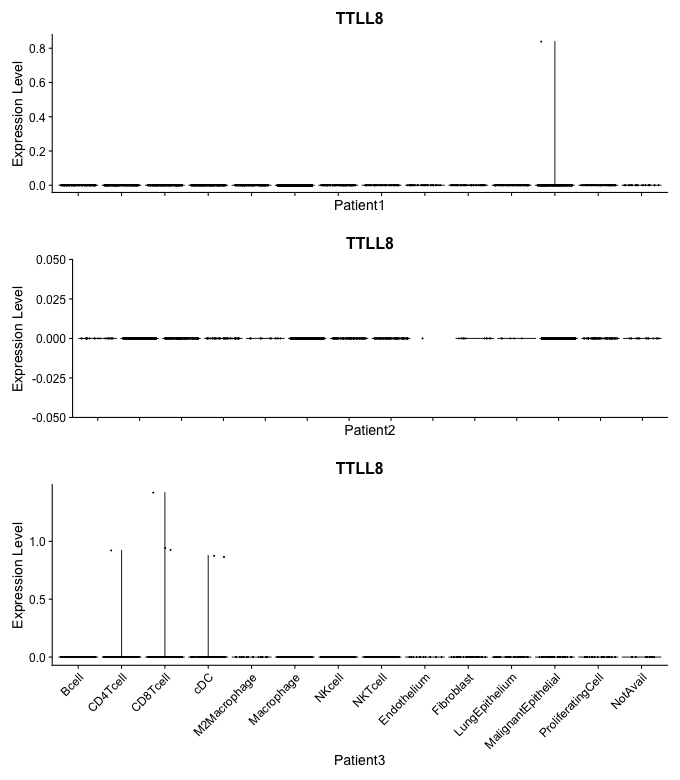 TTLL8
Expression Level
0.8
0.6
0.4
0.2
0.0
Patient1
TTLL8
Expression Level
0.050
0.025
0.000
-0.025
-0.050
Patient2
TTLL8
Expression Level
1.0
0.5
0.0
Bcell
CD4Tcell
CD8Tcell
cDC
M2Macrophage
Macrophage
NKcell
NKTcell
Endothelium
Fibroblast
LungEpithelium
MalignantEpithelial
ProliferatingCell
NotAvail
Patient3